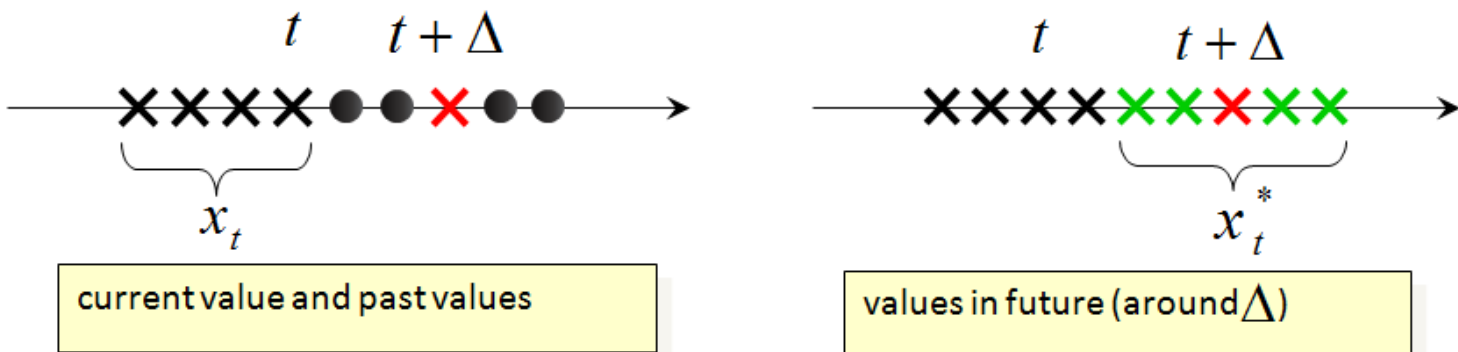 t t + Δ
x_t
current value and past values
t t + Δ
x_t^*
values in future (around Δ)